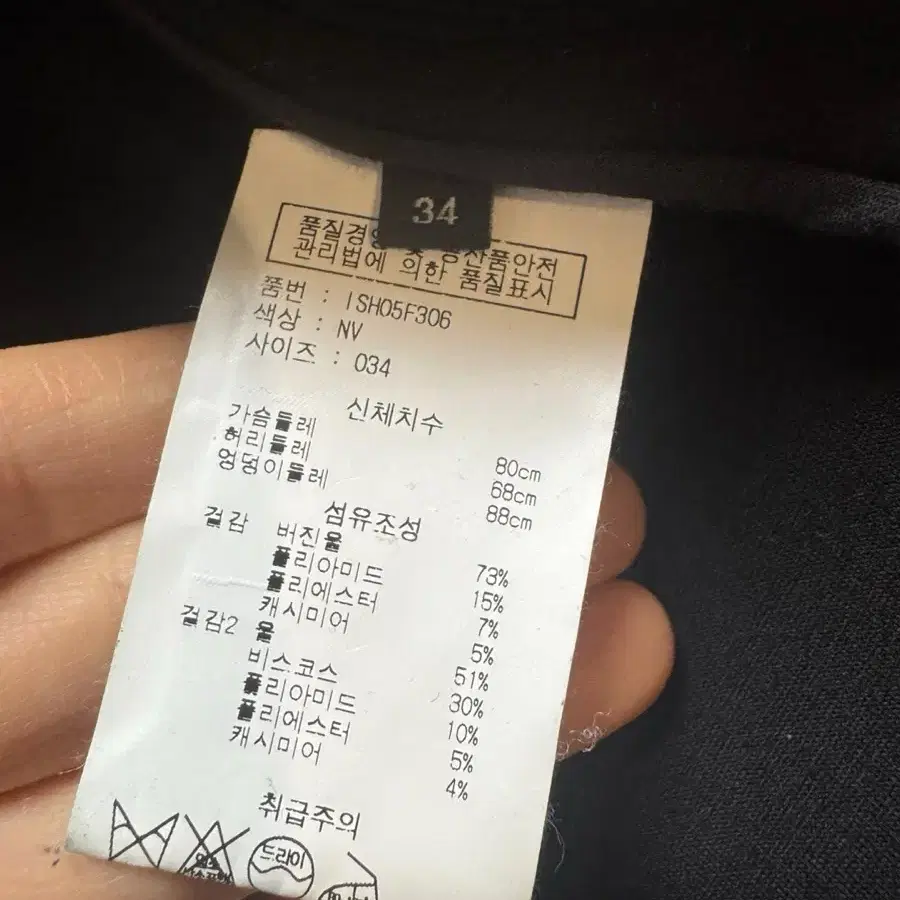 34
품질경 및 공산품안전
관리법에 의한 품질표시
품번 : ISH05F306
색상 : NV
사이즈 : 034
신체치수
가슴둘레 80cm
허리둘레 68cm
엉덩이둘레 88cm
섬유조성
겉감 버진울 73%
폴리아미드 15%
폴리에스터 7%
캐시미어 5%
겉감2 울 51%
비스코스 30%
폴리아미드 10%
폴리에스터 5%
캐시미어 4%
취급주의
드라이